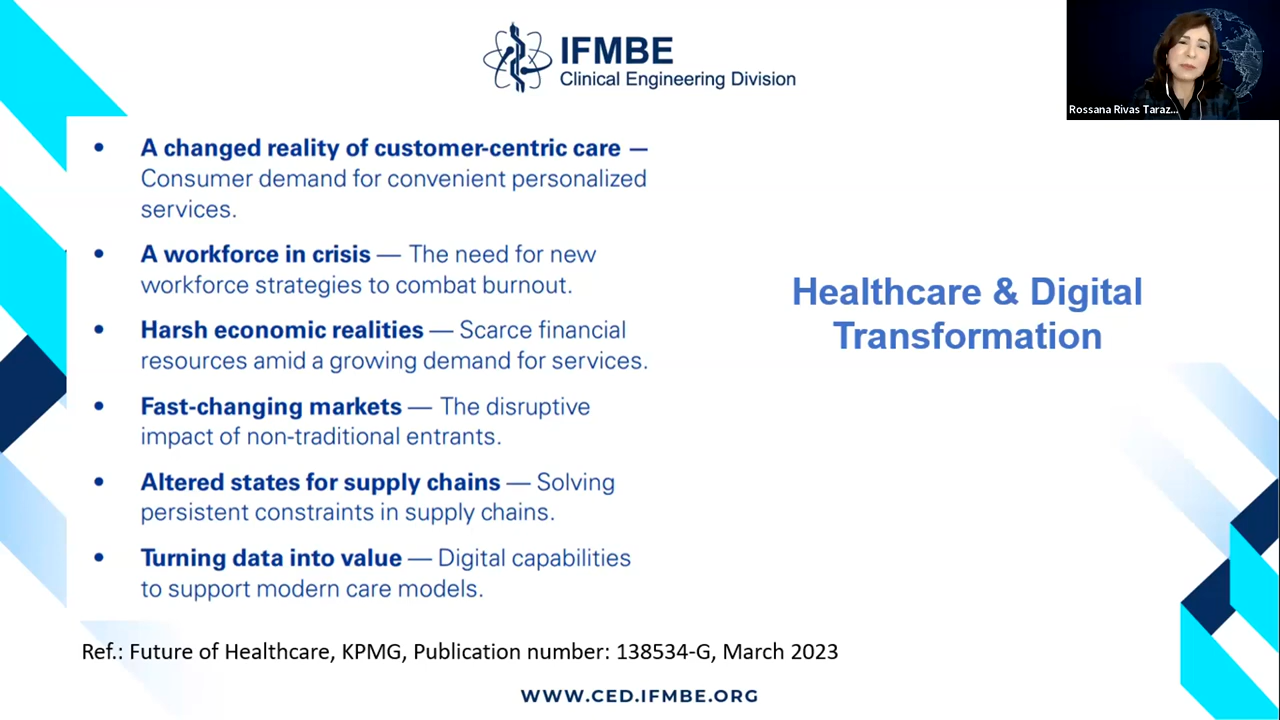 IFMBE
Clinical Engineering Division
Rossana Rivas Taraz...
• A changed reality of customer-centric care —
Consumer demand for convenient personalized
services.
• A workforce in crisis — The need for new
workforce strategies to combat burnout.
• Harsh economic realities — Scarce financial
resources amid a growing demand for services.
• Fast-changing markets — The disruptive
impact of non-traditional entrants.
• Altered states for supply chains — Solving
persistent constraints in supply chains.
• Turning data into value — Digital capabilities
to support modern care models.
Healthcare & Digital
Transformation
Ref.: Future of Healthcare, KPMG, Publication number: 138534-G, March 2023
WWW.CED.IFMBE.ORG